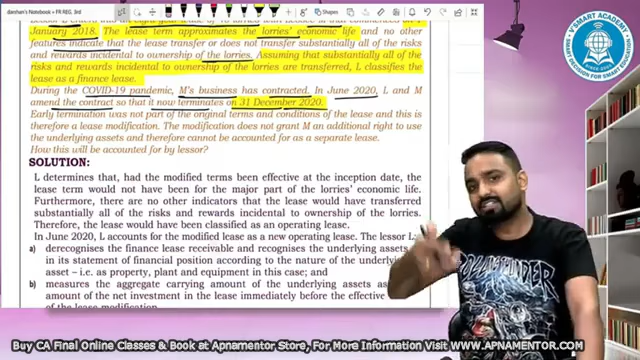 darshan's Notebook
FR REG. 3rd
January 2018. The lease term approximates the lorries' economic life and no other
features indicate that the lease transfer or does not transfer substantially all of the risks
and rewards incidental to ownership of the lorries. Assuming that substantially all of the
risks and rewards incidental to ownership of the lorries are transferred, L classifies the
lease as a finance lease.
During the COVID-19 pandemic, M's business has contracted. In June 2020, L and M
amend the contract so that it now terminates on 31 December 2020.
Early termination was not part of the original terms and conditions of the lease and this is
therefore a lease modification. The modification does not grant M an additional right to use
the underlying assets and therefore cannot be accounted for as a separate lease.
How this will be accounted for by lessor?
SOLUTION:
L determines that, had the modified terms been effective at the inception date, the
lease term would not have been for the major part of the lorries' economic life.
Furthermore, there are no other indicators that the lease would have transferred
substantially all of the risks and rewards incidental to ownership of the lorries.
Therefore, the lease would have been classified as an operating lease.
In June 2020, L accounts for the modified lease as a new operating lease. The lessor L:
a) derecognises the finance lease receivable and recognises the underlying assets
in its statement of financial position according to the nature of the underlying
asset – i.e. as property, plant and equipment in this case; and
b) measures the aggregate carrying amount of the underlying assets as
amount of the net investment in the lease immediately before the effective
of the lease modification.
V'SMART ACADEMY
SMART DECISION FOR SMART EDUCATION
Buy CA Final Online Classes & Book at Apnamentor Store, For More Information Visit WWW.APNAMENTOR.COM